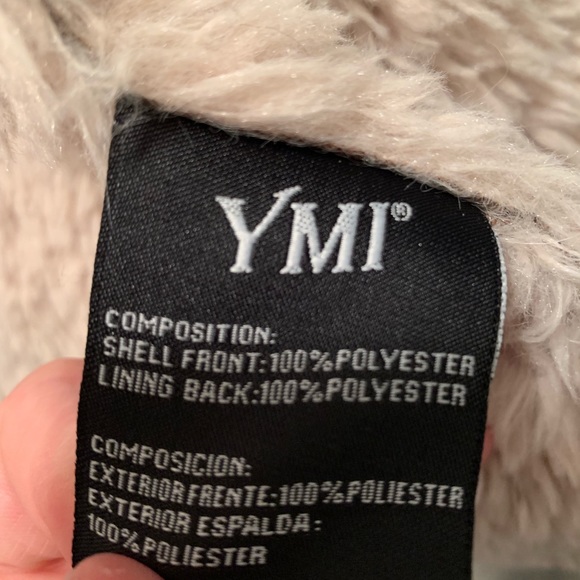 YMI®
COMPOSITION:
SHELL FRONT:100%POLYESTER
LINING BACK:100%POLYESTER
COMPOSICION:
EXTERIOR FRENTE:100%POLIESTER
EXTERIOR ESPALDA:
100%POLIESTER